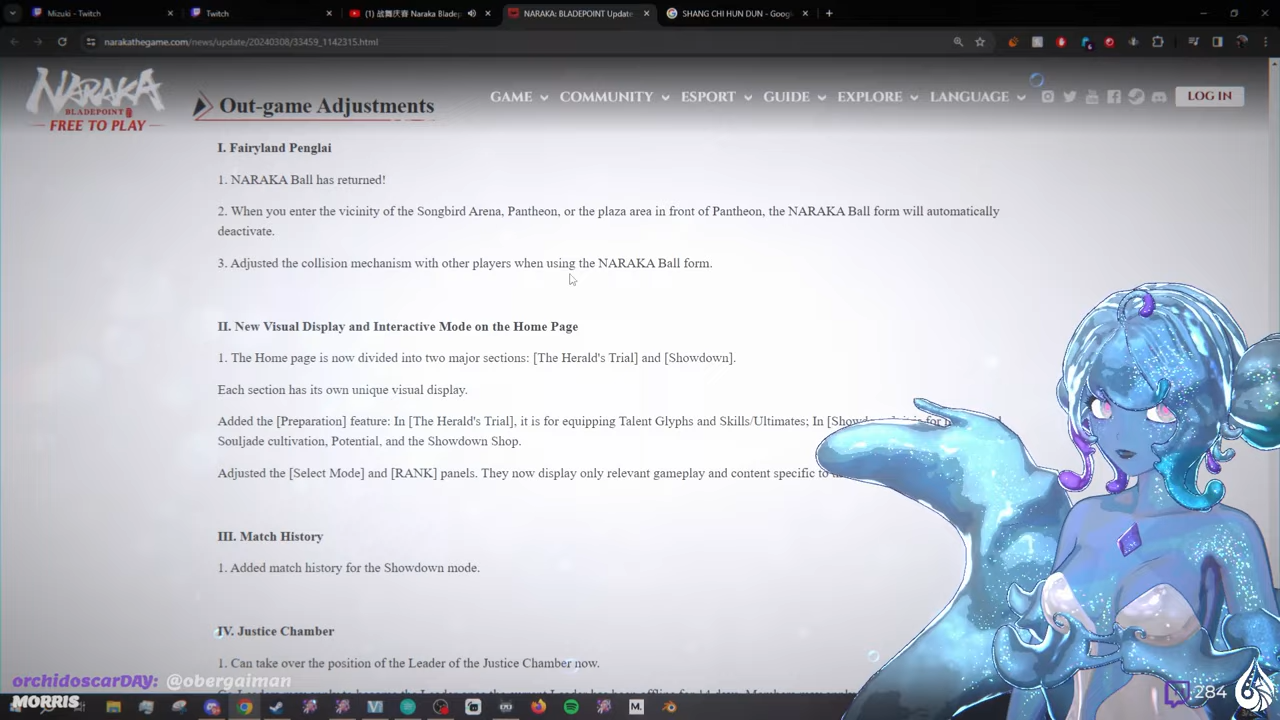 Mizuki - Twitch
Twitch
(1) 战舞庆赛 Naraka Bladep
NARAKA: BLADEPOINT Update
SHANG CHI HUN DUN - Goog
narakathegame.com/news/update/20240308/33459_1142315.html
NARAKA
BLADEPOINT
FREE TO PLAY
GAME
COMMUNITY
ESPORT
GUIDE
EXPLORE
LANGUAGE
LOG IN
Out-game Adjustments
I. Fairyland Penglai
1. NARAKA Ball has returned!
2. When you enter the vicinity of the Songbird Arena, Pantheon, or the plaza area in front of Pantheon, the NARAKA Ball form will automatically
deactivate.
3. Adjusted the collision mechanism with other players when using the NARAKA Ball form.
II. New Visual Display and Interactive Mode on the Home Page
1. The Home page is now divided into two major sections: [The Herald's Trial] and [Showdown].
Each section has its own unique visual display.
Added the [Preparation] feature: In [The Herald's Trial], it is for equipping Talent Glyphs and Skills/Ultimates; In
Souljade cultivation, Potential, and the Showdown Shop.
Adjusted the [Select Mode] and [RANK] panels. They now display only relevant gameplay and content specific to
III. Match History
1. Added match history for the Showdown mode.
IV. Justice Chamber
1. Can take over the position of the Leader of the Justice Chamber now.
orchidoscarDAY: @obergaiman
MORRIS
284